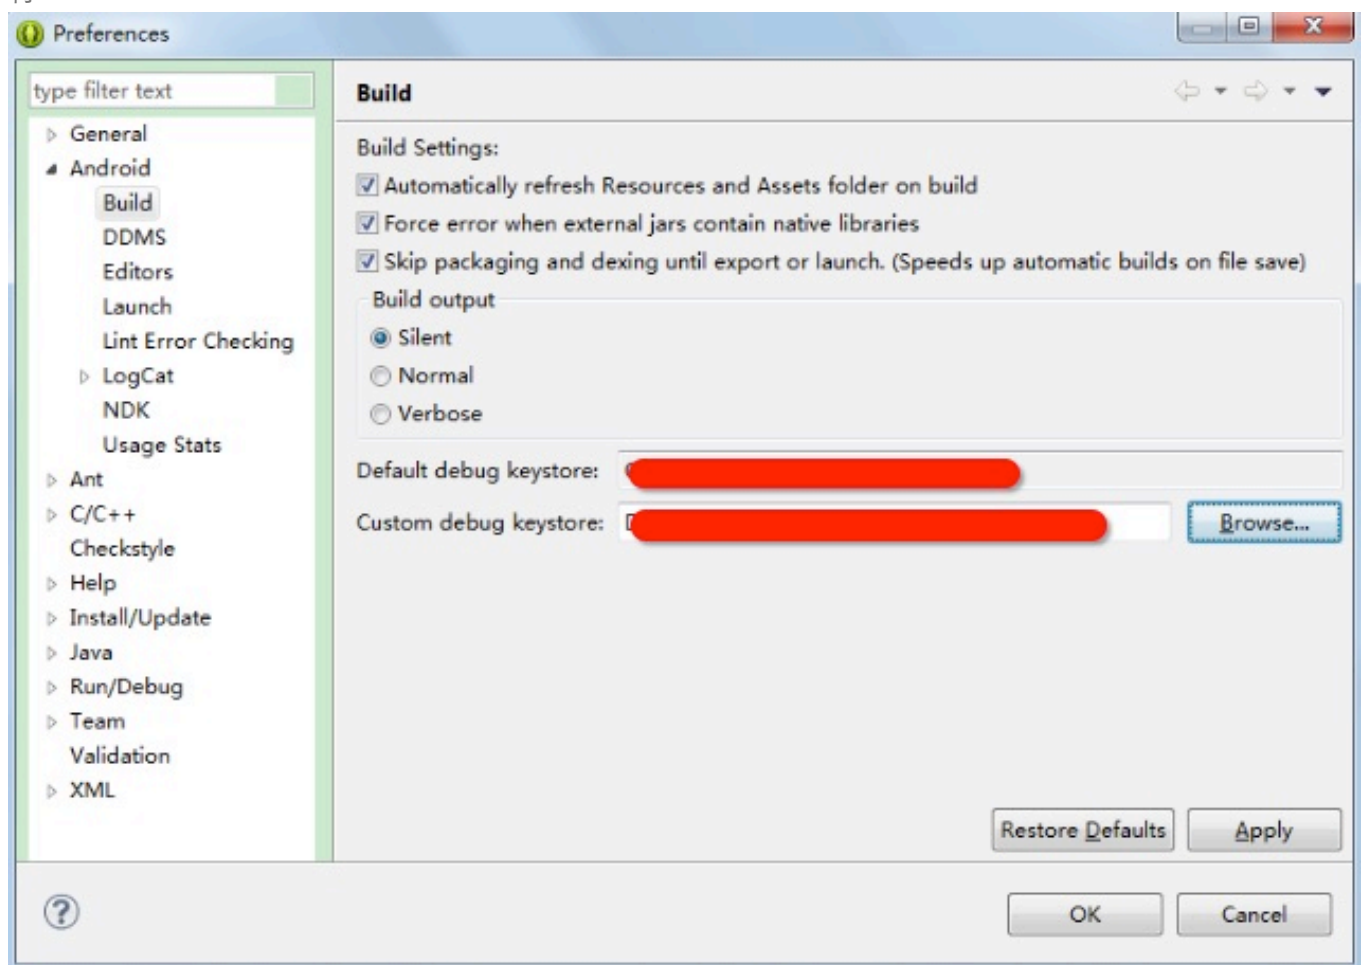 Preferences
type filter text
Build
General
Android
Build
DDMS
Editors
Launch
Lint Error Checking
LogCat
NDK
Usage Stats
Ant
C/C++
Checkstyle
Help
Install/Update
Java
Run/Debug
Team
Validation
XML
Build Settings:
Automatically refresh Resources and Assets folder on build
Force error when external jars contain native libraries
Skip packaging and dexing until export or launch. (Speeds up automatic builds on file save)
Build output
Silent
Normal
Verbose
Default debug keystore:
Custom debug keystore:
Browse...
Restore Defaults
Apply
OK
Cancel